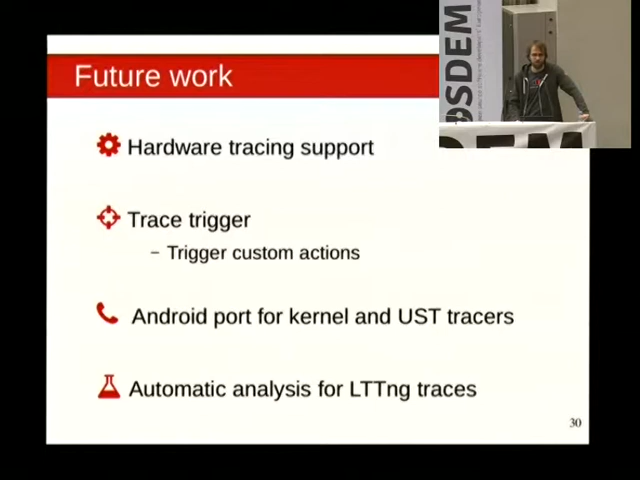 Future work
Hardware tracing support
Trace trigger
– Trigger custom actions
Android port for kernel and UST tracers
Automatic analysis for LTTng traces
30
OSDEM
DEM